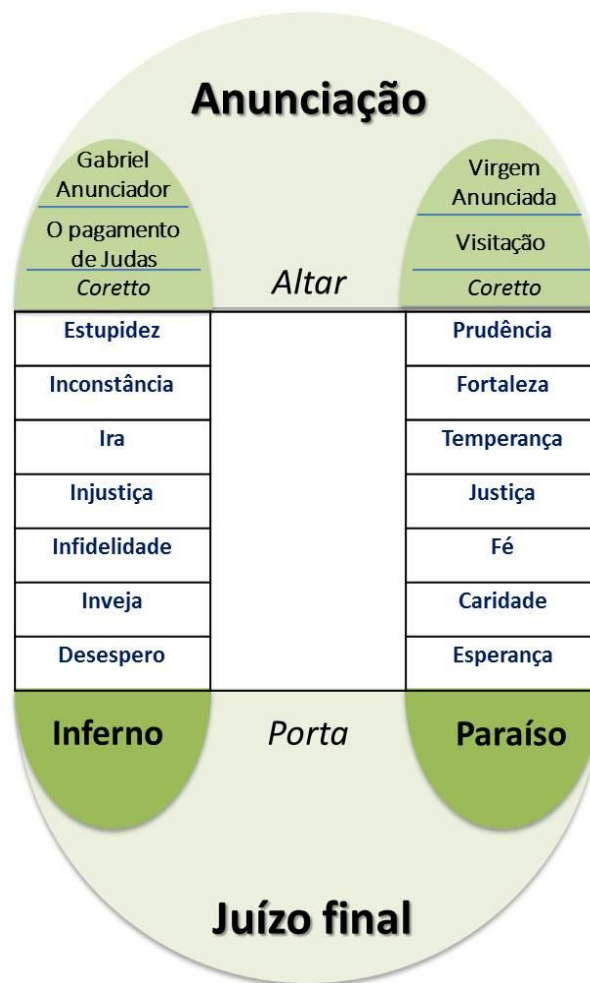 Anunciação
Gabriel
Anunciador
O pagamento
de Judas
Coretto
Altar
Virgem
Anunciada
Visitação
Coretto
Estupidez
Prudência
Inconstância
Fortaleza
Ira
Temperança
Injustiça
Justiça
Infidelidade
Fé
Inveja
Caridade
Desespero
Esperança
Inferno
Porta
Paraíso
Juízo final